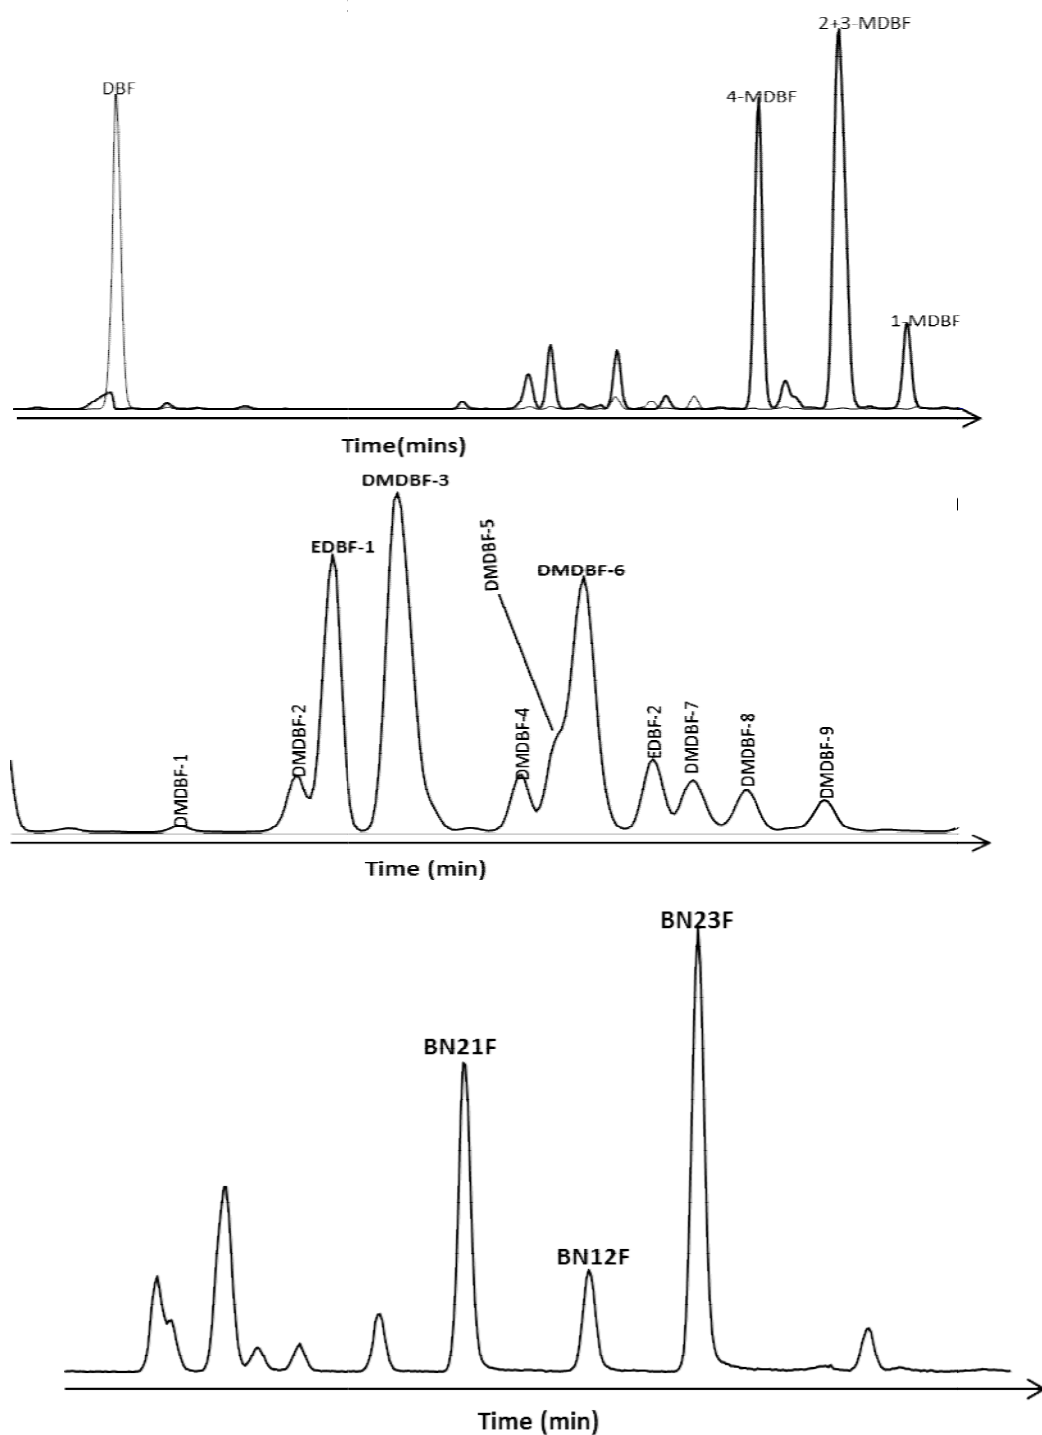 2+3-MDBF
DBF
4-MDBF
1-MDBF
Time(mins)
DMDBF-3
DMDBF-5
EDBF-1
DMDBF-6
DMDBF-2
DMDBF-4
EDBF-2
DMDBF-7
DMDBF-8
DMDBF-9
DMDBF-1
Time (min)
BN23F
BN21F
BN12F
Time (min)